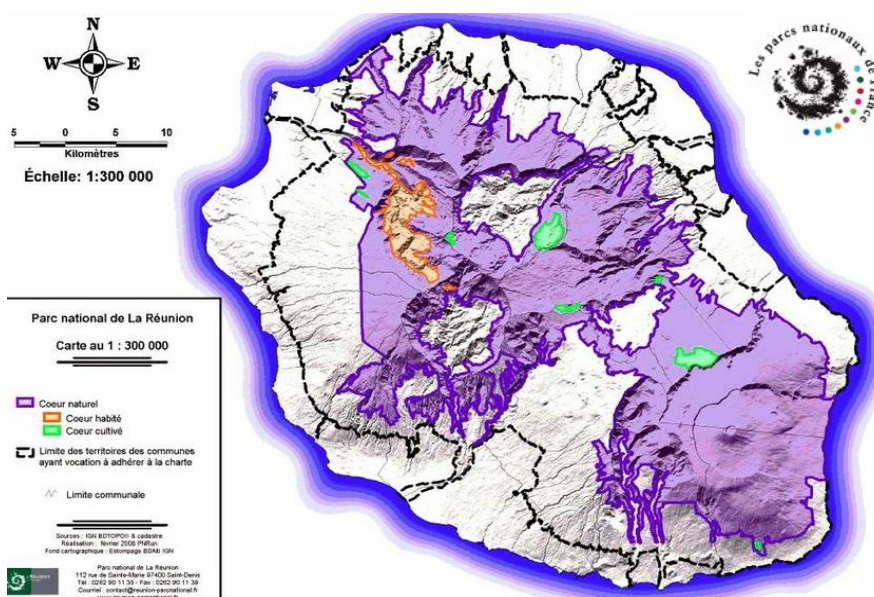 N
W E
S
5 0 5 10
Kilomètres
Échelle: 1:300 000
Les parcs nationaux de France
Parc national de La Réunion
Carte au 1 : 300 000
Coeur naturel
Coeur habité
Coeur cultivé
Limite des territoires des communes
ayant vocation à adhérer à la charte
Limite communale
Sources : IGN BDTOPO® & cadastre
Réalisation : février 2008 PNRun
Fond cartographique : Estompage BDAlti IGN
Parc national de La Réunion
112 rue de Sainte-Marie 97400 Saint-Denis
Tél : 0262 90 11 35 - Fax : 0262 90 11 39
Courriel : contact@reunion-parcnational.fr